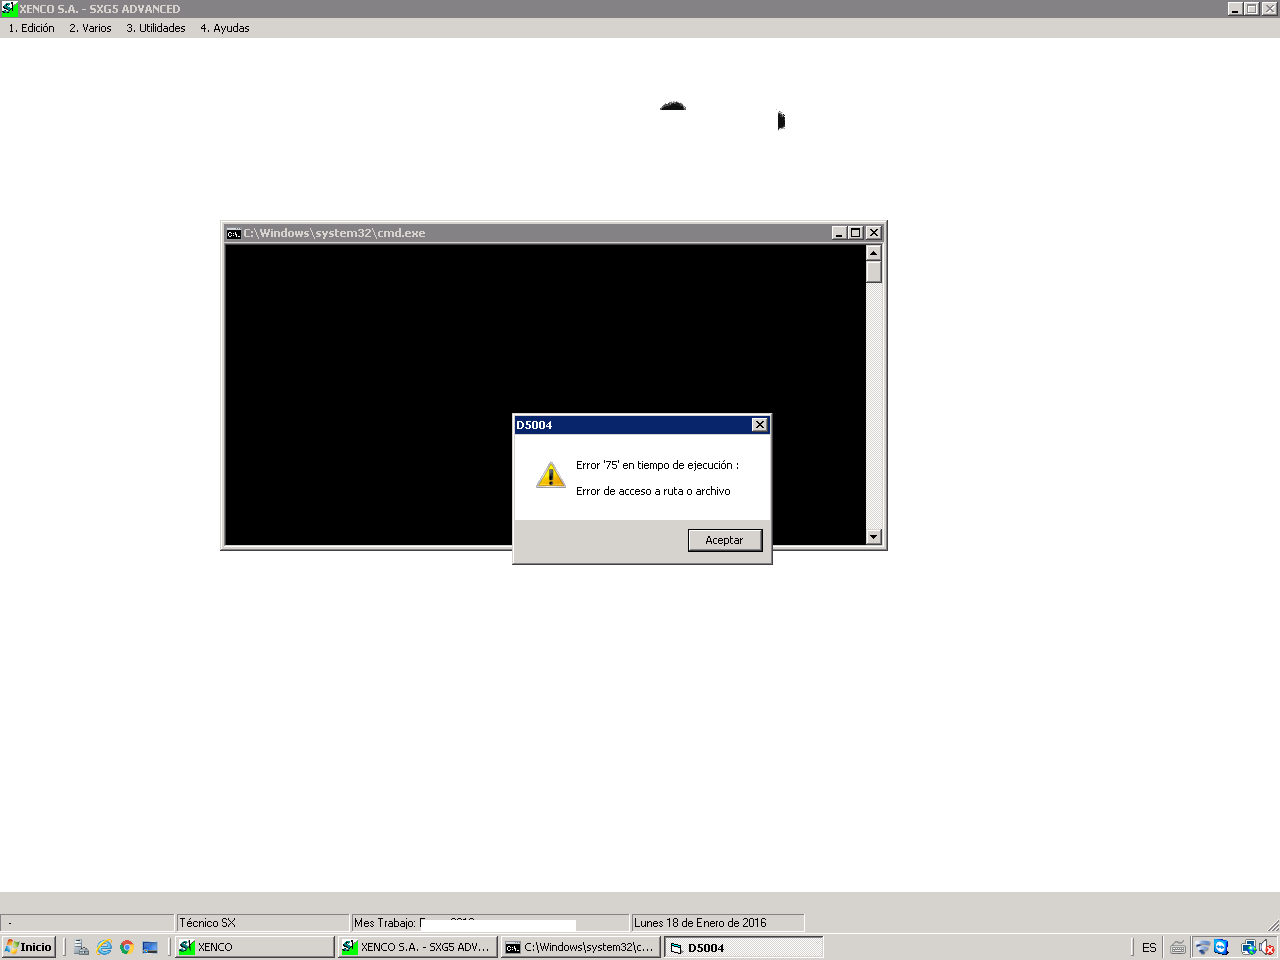 XENCO S.A. - SXG5 ADVANCED
1. Edición 2. Varios 3. Utilidades 4. Ayudas
C:\Windows\system32\cmd.exe
D5004
Error '75' en tiempo de ejecución :
Error de acceso a ruta o archivo
Aceptar
- Técnico SX Mes Trabajo: Lunes 18 de Enero de 2016
Inicio XENCO XENCO S.A. - SXG5 ADV... C:\Windows\system32\c... D5004 ES